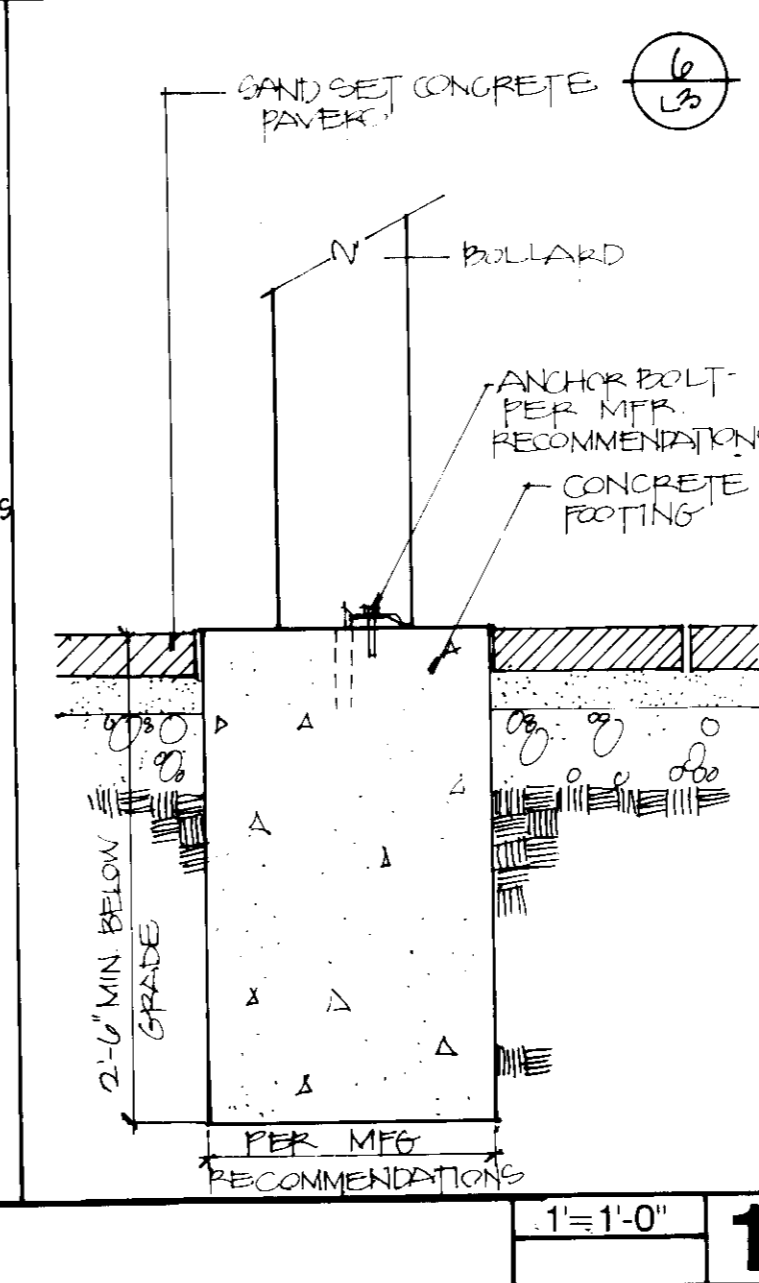 SAND SET CONCRETE
PAVERS
6
L3
BOLLARD
ANCHOR BOLT-
PER MFR.
RECOMMENDATIONS
CONCRETE
FOOTING
S
2'-6" MIN. BELOW
GRADE
PER MFG
RECOMMENDATIONS
1"=1'-0"
1